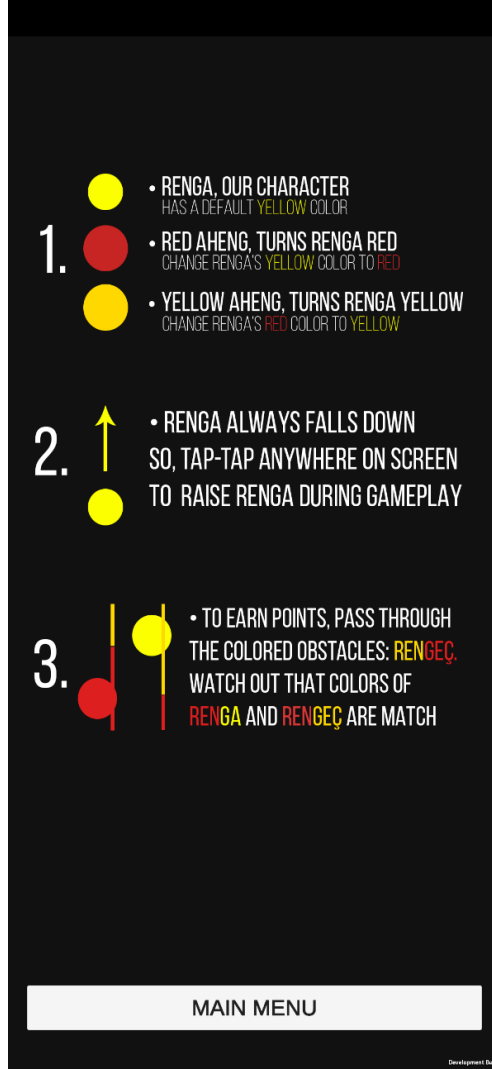 1.
• RENGA, OUR CHARACTER
HAS A DEFAULT YELLOW COLOR
• RED AHENG, TURNS RENGA RED
CHANGE RENGA'S YELLOW COLOR TO RED
• YELLOW AHENG, TURNS RENGA YELLOW
CHANGE RENGA'S RED COLOR TO YELLOW
2.
• RENGA ALWAYS FALLS DOWN
SO, TAP-TAP ANYWHERE ON SCREEN
TO RAISE RENGA DURING GAMEPLAY
3.
• TO EARN POINTS, PASS THROUGH
THE COLORED OBSTACLES: RENGEÇ.
WATCH OUT THAT COLORS OF
RENGA AND RENGEÇ ARE MATCH
MAIN MENU
Development Bu